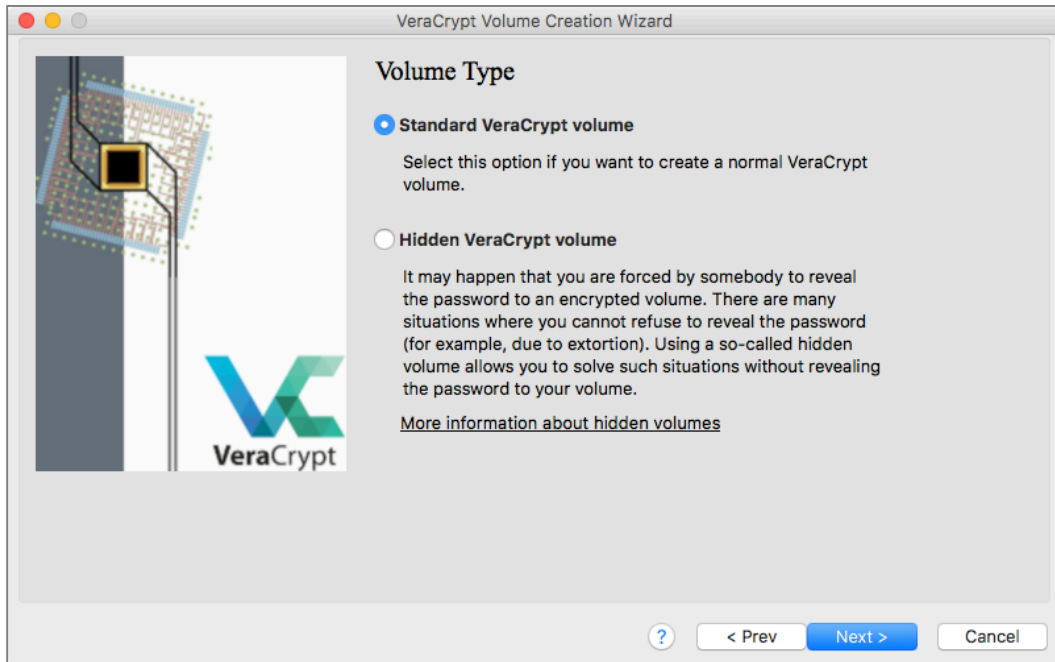 VeraCrypt Volume Creation Wizard
Volume Type
Standard VeraCrypt volume
Select this option if you want to create a normal VeraCrypt
volume.
Hidden VeraCrypt volume
It may happen that you are forced by somebody to reveal
the password to an encrypted volume. There are many
situations where you cannot refuse to reveal the password
(for example, due to extortion). Using a so-called hidden
volume allows you to solve such situations without revealing
the password to your volume.
More information about hidden volumes
VeraCrypt
?
< Prev
Next >
Cancel